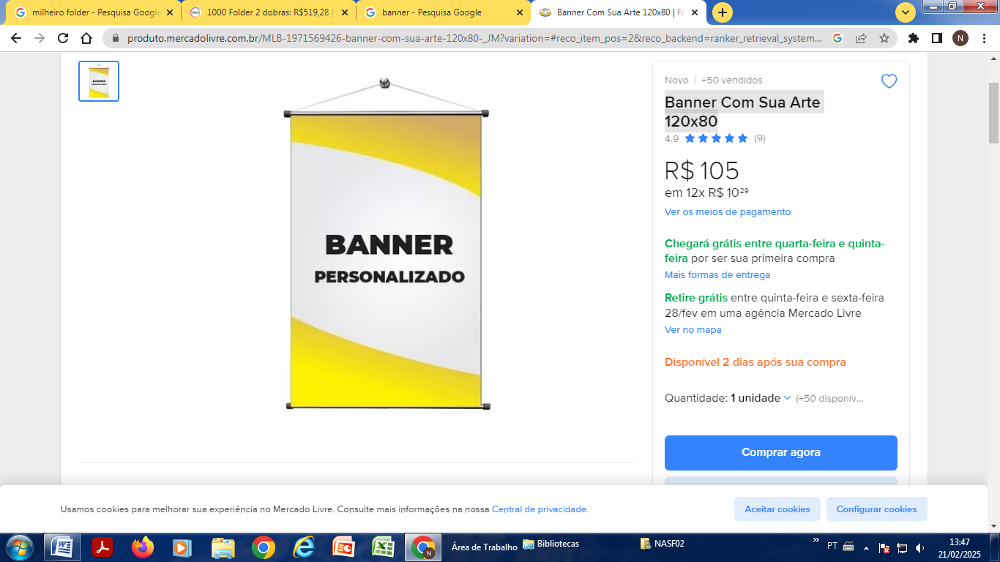 milheiro folder - Pesquisa Google
1000 Folder 2 dobras: R$519,28 |
banner - Pesquisa Google
Banner Com Sua Arte 120x80 | Fr
produto.mercadolivre.com.br/MLB-1971569426-banner-com-sua-arte-120x80-_JM?variation=#reco_item_pos=2&reco_backend=ranker_retrieval_system...
N
BANNER
PERSONALIZADO
BANNER
PERSONALIZADO
Novo | +50 vendidos
Banner Com Sua Arte
120x80
4.9 (9)
R$ 105
em 12x R$ 10 29
Ver os meios de pagamento
Chegará grátis entre quarta-feira e quinta-
feira por ser sua primeira compra
Mais formas de entrega
Retire grátis entre quinta-feira e sexta-feira
28/fev em uma agência Mercado Livre
Ver no mapa
Disponível 2 dias após sua compra
Quantidade: 1 unidade (+50 disponív...
Comprar agora
Usamos cookies para melhorar sua experiência no Mercado Livre. Consulte mais informações na nossa Central de privacidade.
Aceitar cookies
Configurar cookies
Área de Trabalho
Bibliotecas
NASF02
PT
13:47
21/02/2025